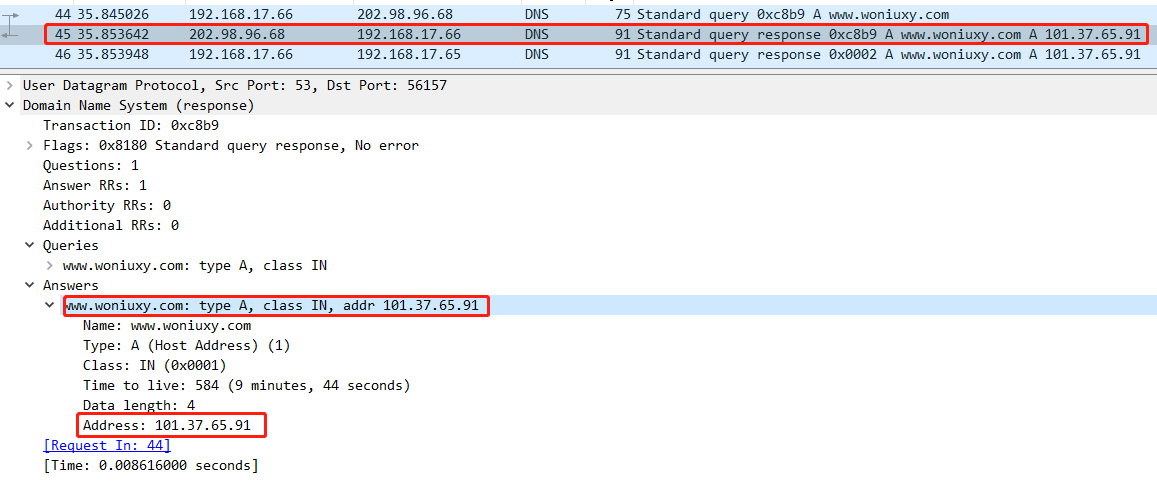 44 35.845026 192.168.17.66 202.98.96.68 DNS 75 Standard query 0xc8b9 A www.woniuxy.com
45 35.853642 202.98.96.68 192.168.17.66 DNS 91 Standard query response 0xc8b9 A www.woniuxy.com A 101.37.65.91
46 35.853948 192.168.17.66 192.168.17.65 DNS 91 Standard query response 0x0002 A www.woniuxy.com A 101.37.65.91
User Datagram Protocol, Src Port: 53, Dst Port: 56157
Domain Name System (response)
Transaction ID: 0xc8b9
Flags: 0x8180 Standard query response, No error
Questions: 1
Answer RRs: 1
Authority RRs: 0
Additional RRs: 0
Queries
www.woniuxy.com: type A, class IN
Answers
www.woniuxy.com: type A, class IN, addr 101.37.65.91
Name: www.woniuxy.com
Type: A (Host Address) (1)
Class: IN (0x0001)
Time to live: 584 (9 minutes, 44 seconds)
Data length: 4
Address: 101.37.65.91
[Request In: 44]
[Time: 0.008616000 seconds]